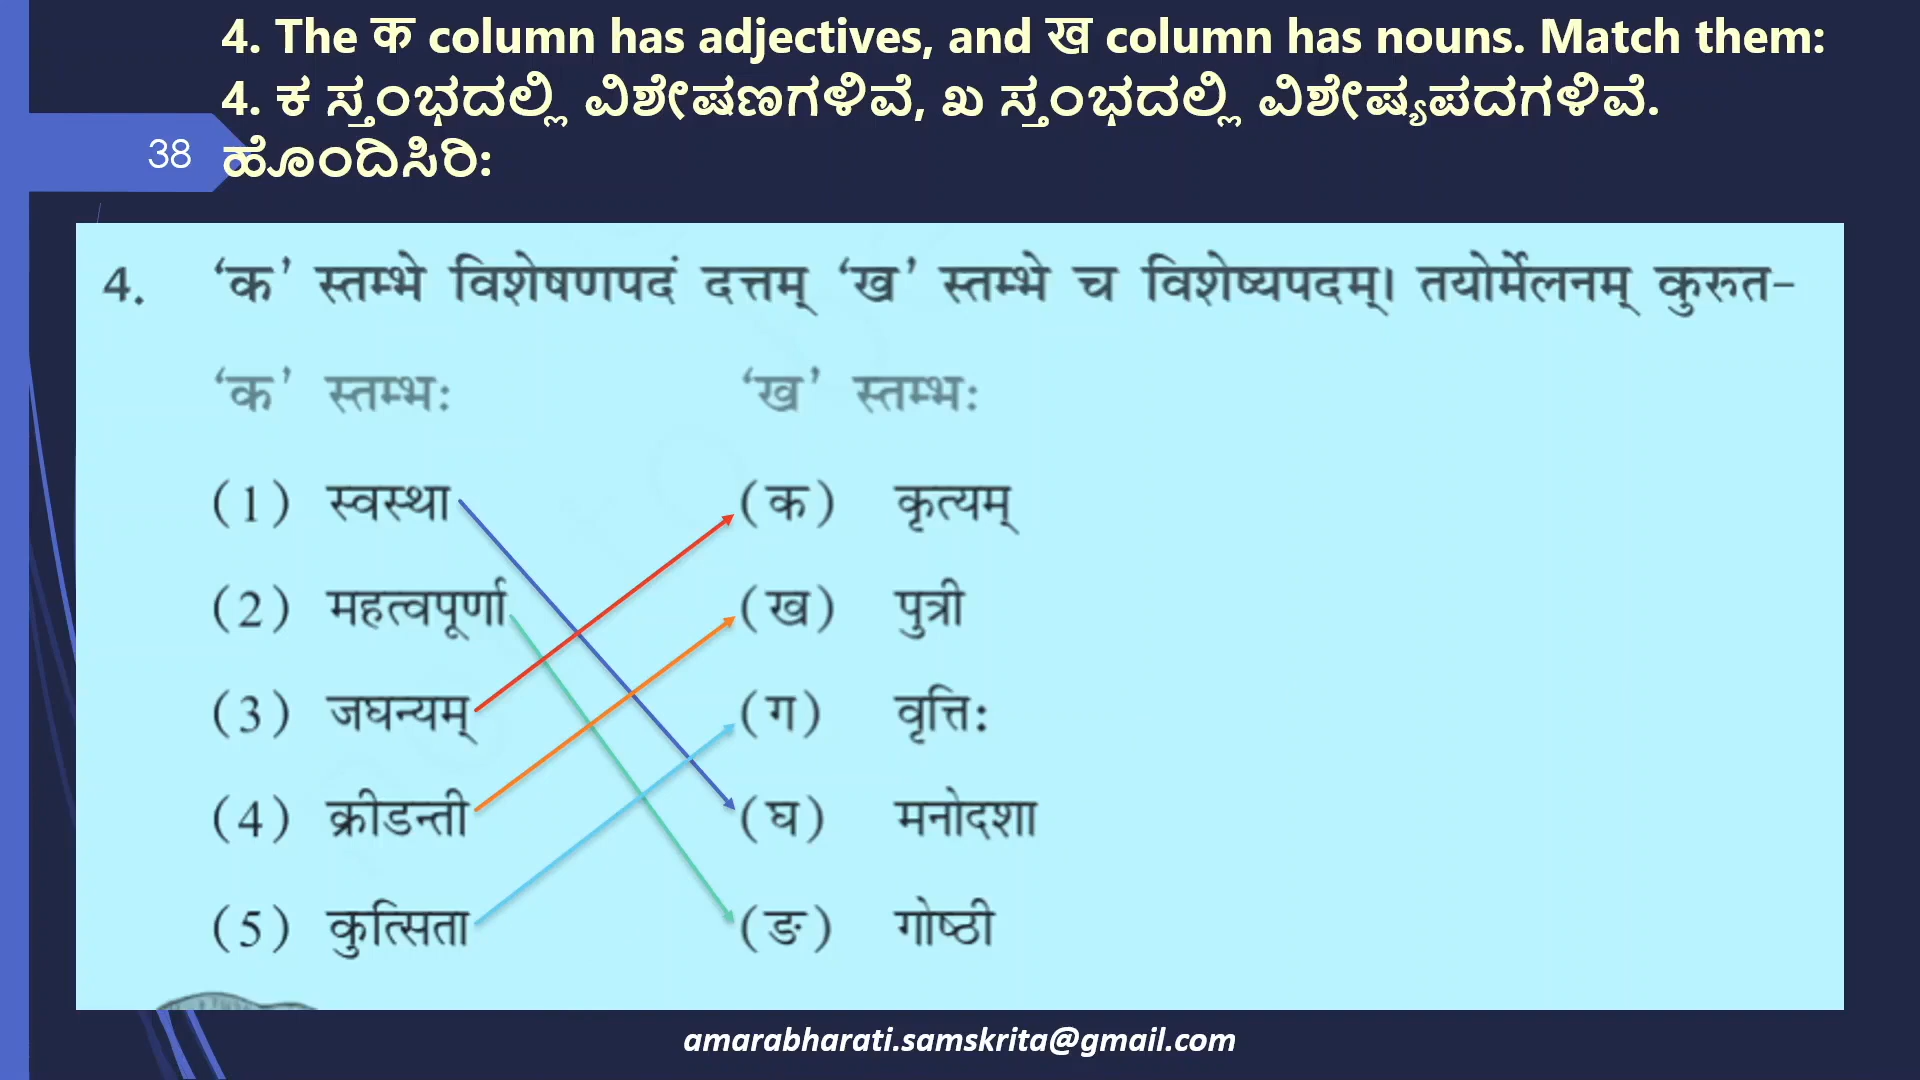 4. The क column has adjectives, and ख column has nouns. Match them:
4. ಕ ಸ್ತಂಭದಲ್ಲಿ ವಿಶೇಷಣಗಳಿವೆ, ಖ ಸ್ತಂಭದಲ್ಲಿ ವಿಶೇಷ್ಯಪದಗಳಿವೆ.
38 ಹೊಂದಿಸಿರಿ:
4. ‘क’ स्तम्भे विशेषणपदं दत्तम् ‘ख’ स्तम्भे च विशेष्यपदम्। तयोर्मेलनम् कुरुत-
‘क’ स्तम्भः ‘ख’ स्तम्भः
(1) स्वस्था (क) कृत्यम्
(2) महत्वपूर्णा (ख) पुत्री
(3) जघन्यम् (ग) वृत्तिः
(4) क्रीडन्ती (घ) मनोदशा
(5) कुत्सिता (ङ) गोष्ठी
amarabharati.samskrita@gmail.com